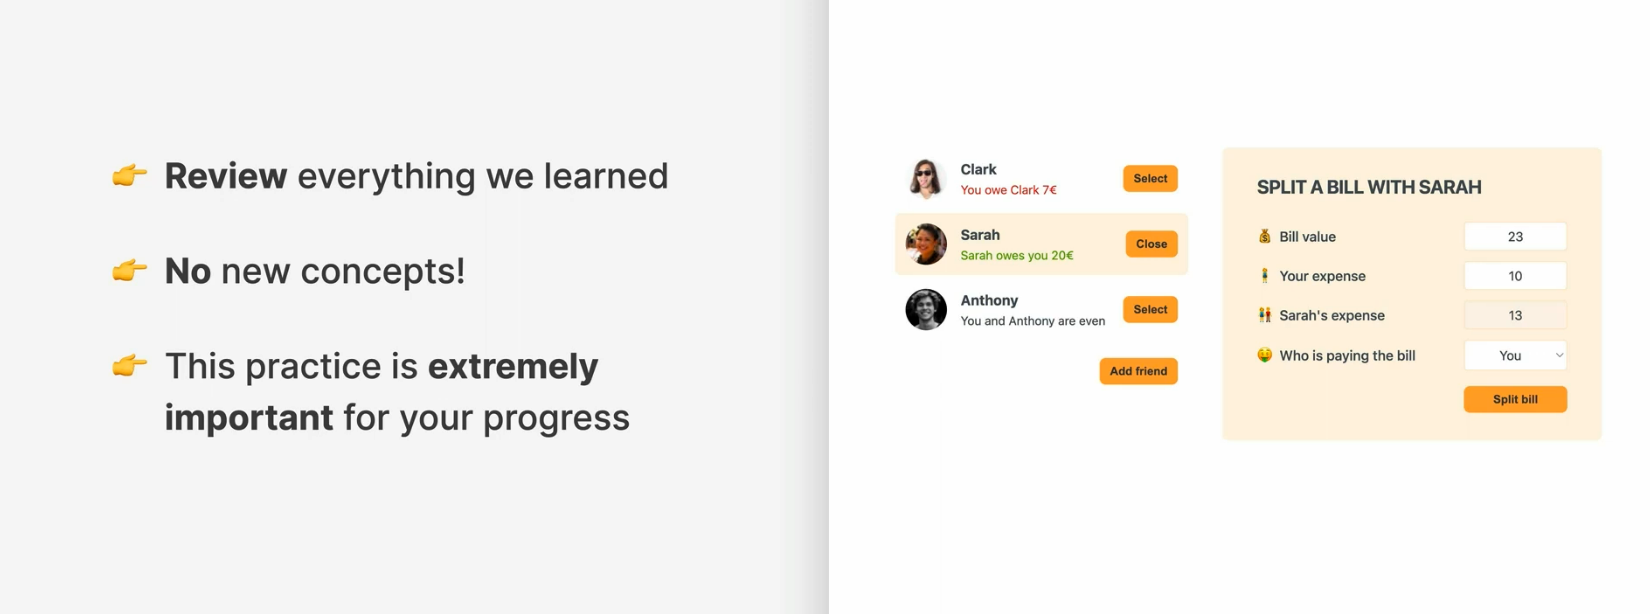 👉 Review everything we learned
👉 No new concepts!
👉 This practice is extremely
important for your progress
Clark
You owe Clark 7€
Select
Sarah
Sarah owes you 20€
Close
Anthony
You and Anthony are even
Select
Add friend
SPLIT A BILL WITH SARAH
💰 Bill value 23
🧍‍♀️ Your expense 10
👫 Sarah's expense 13
🤑 Who is paying the bill You
Split bill